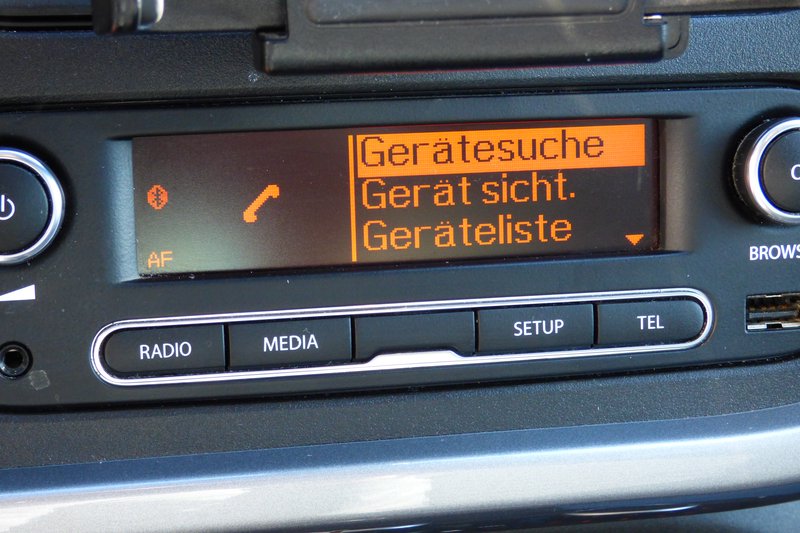 Gerätesuche
Gerät sicht.
Geräteliste
AF
RADIO
MEDIA
SETUP
TEL